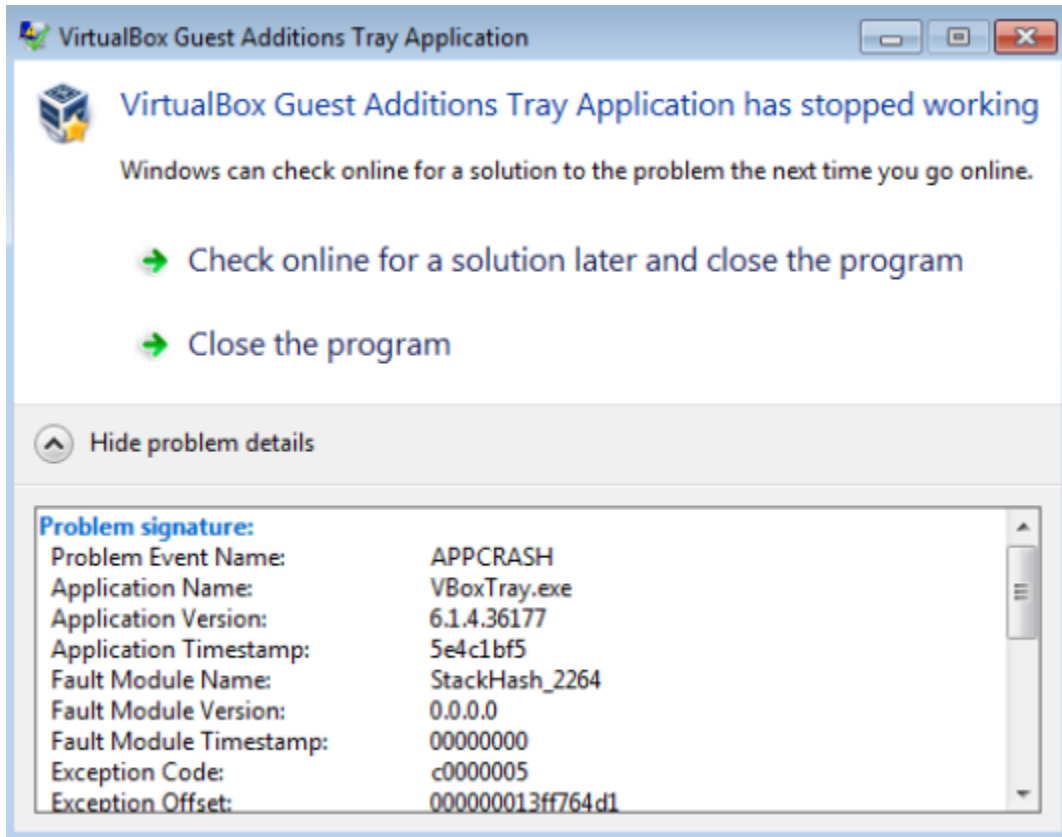 VirtualBox Guest Additions Tray Application
VirtualBox Guest Additions Tray Application has stopped working
Windows can check online for a solution to the problem the next time you go online.
Check online for a solution later and close the program
Close the program
Hide problem details
Problem signature:
Problem Event Name: APPCRASH
Application Name: VBoxTray.exe
Application Version: 6.1.4.36177
Application Timestamp: 5e4c1bf5
Fault Module Name: StackHash_2264
Fault Module Version: 0.0.0.0
Fault Module Timestamp: 00000000
Exception Code: c0000005
Exception Offset: 000000013ff764d1